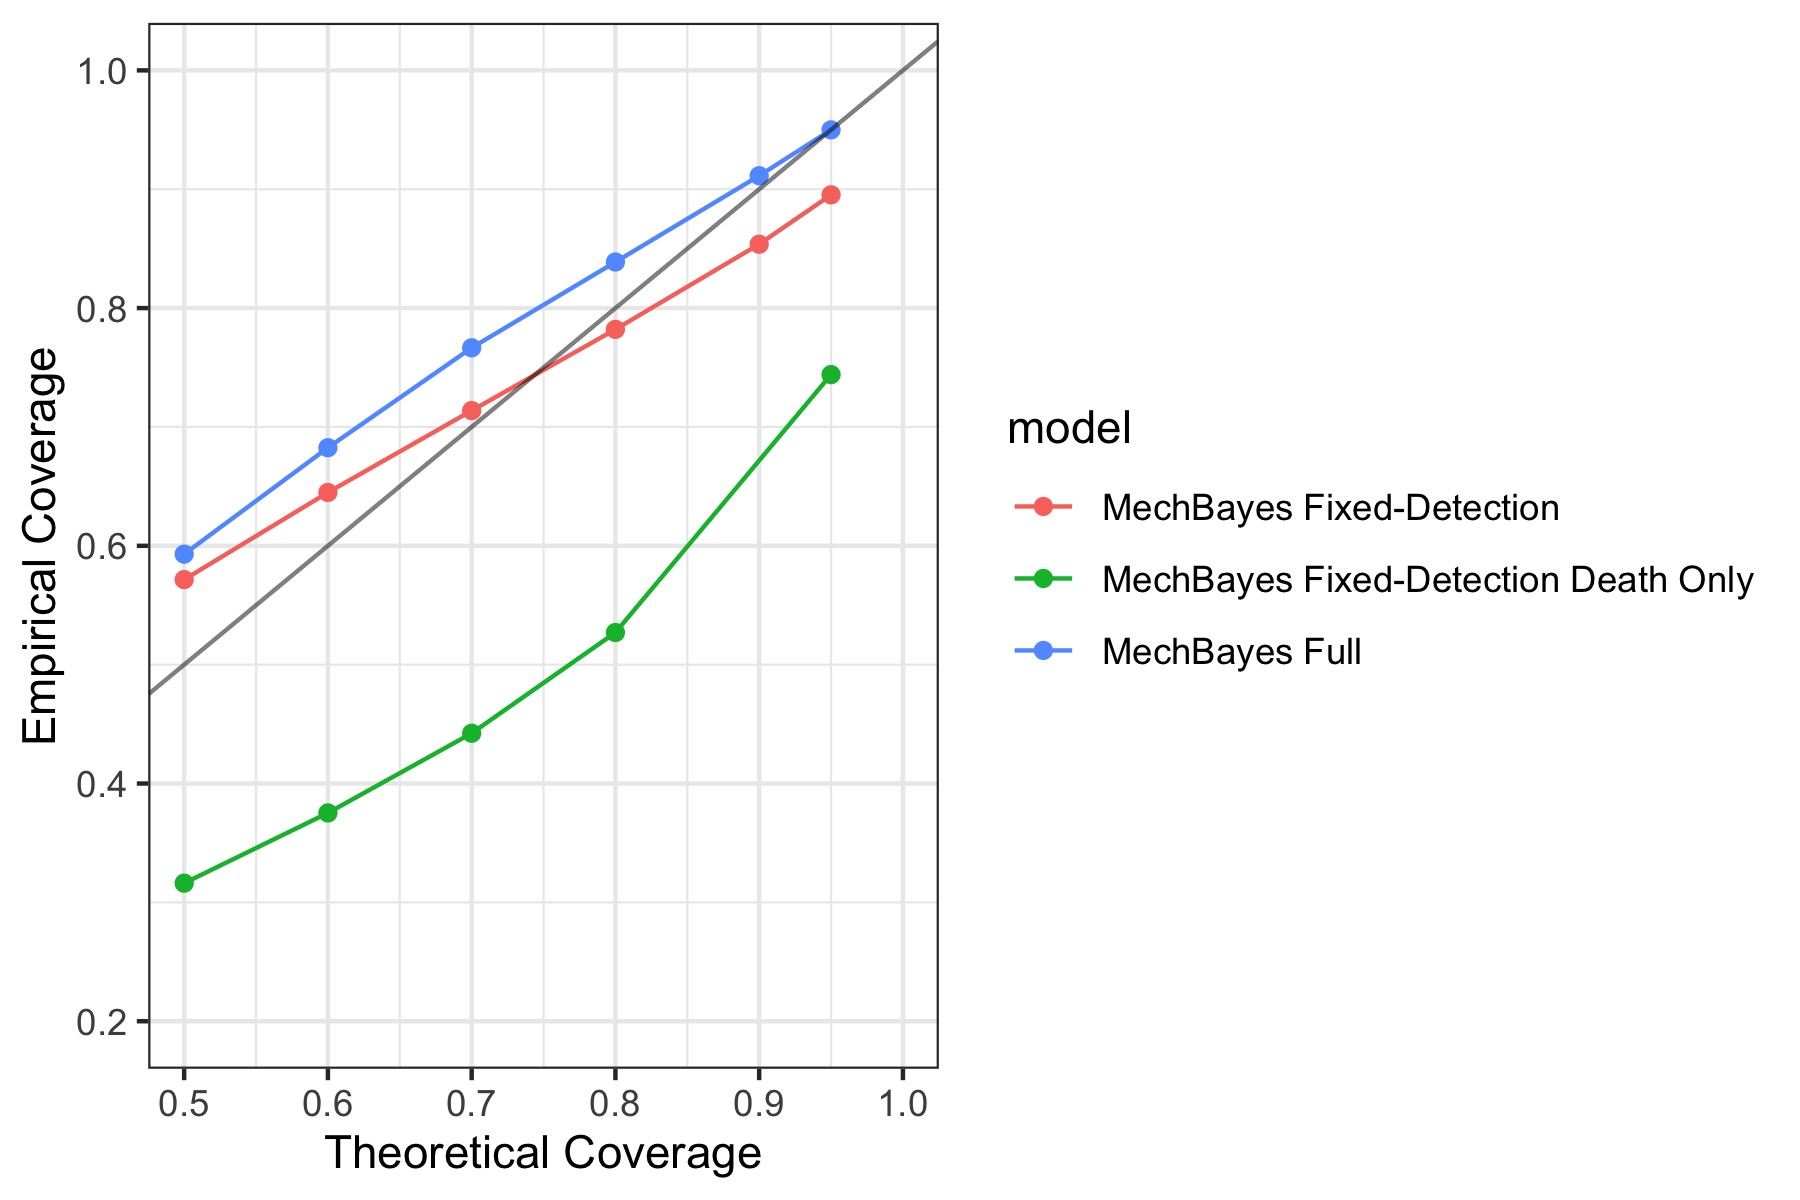 1.0
0.8
0.6
0.4
0.2
Empirical Coverage
0.5 0.6 0.7 0.8 0.9 1.0
Theoretical Coverage
model
MechBayes Fixed-Detection
MechBayes Fixed-Detection Death Only
MechBayes Full